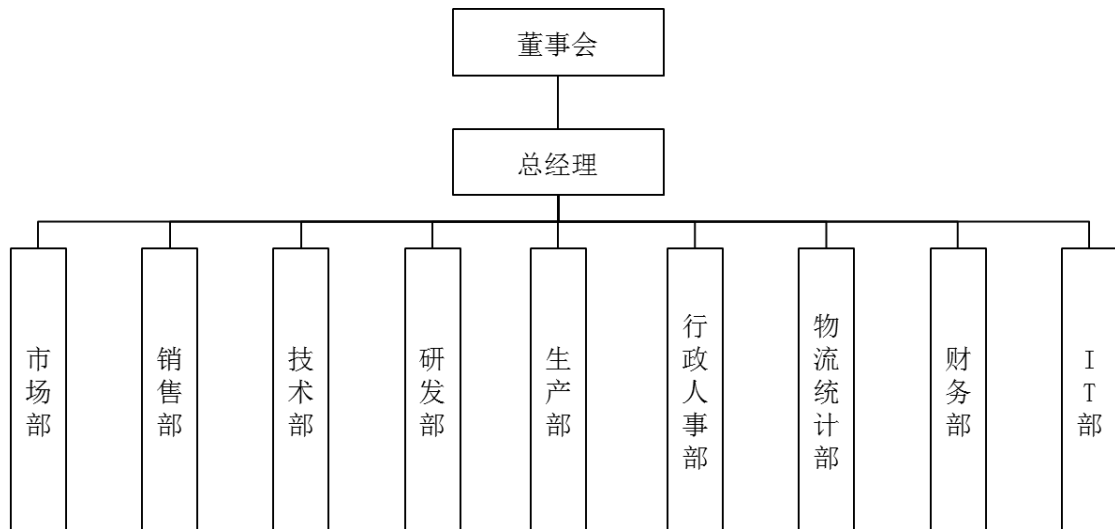 董事会
总经理
市场部
销售部
技术部
研发部
生产部
行政人事部
物流统计部
财务部
IT部